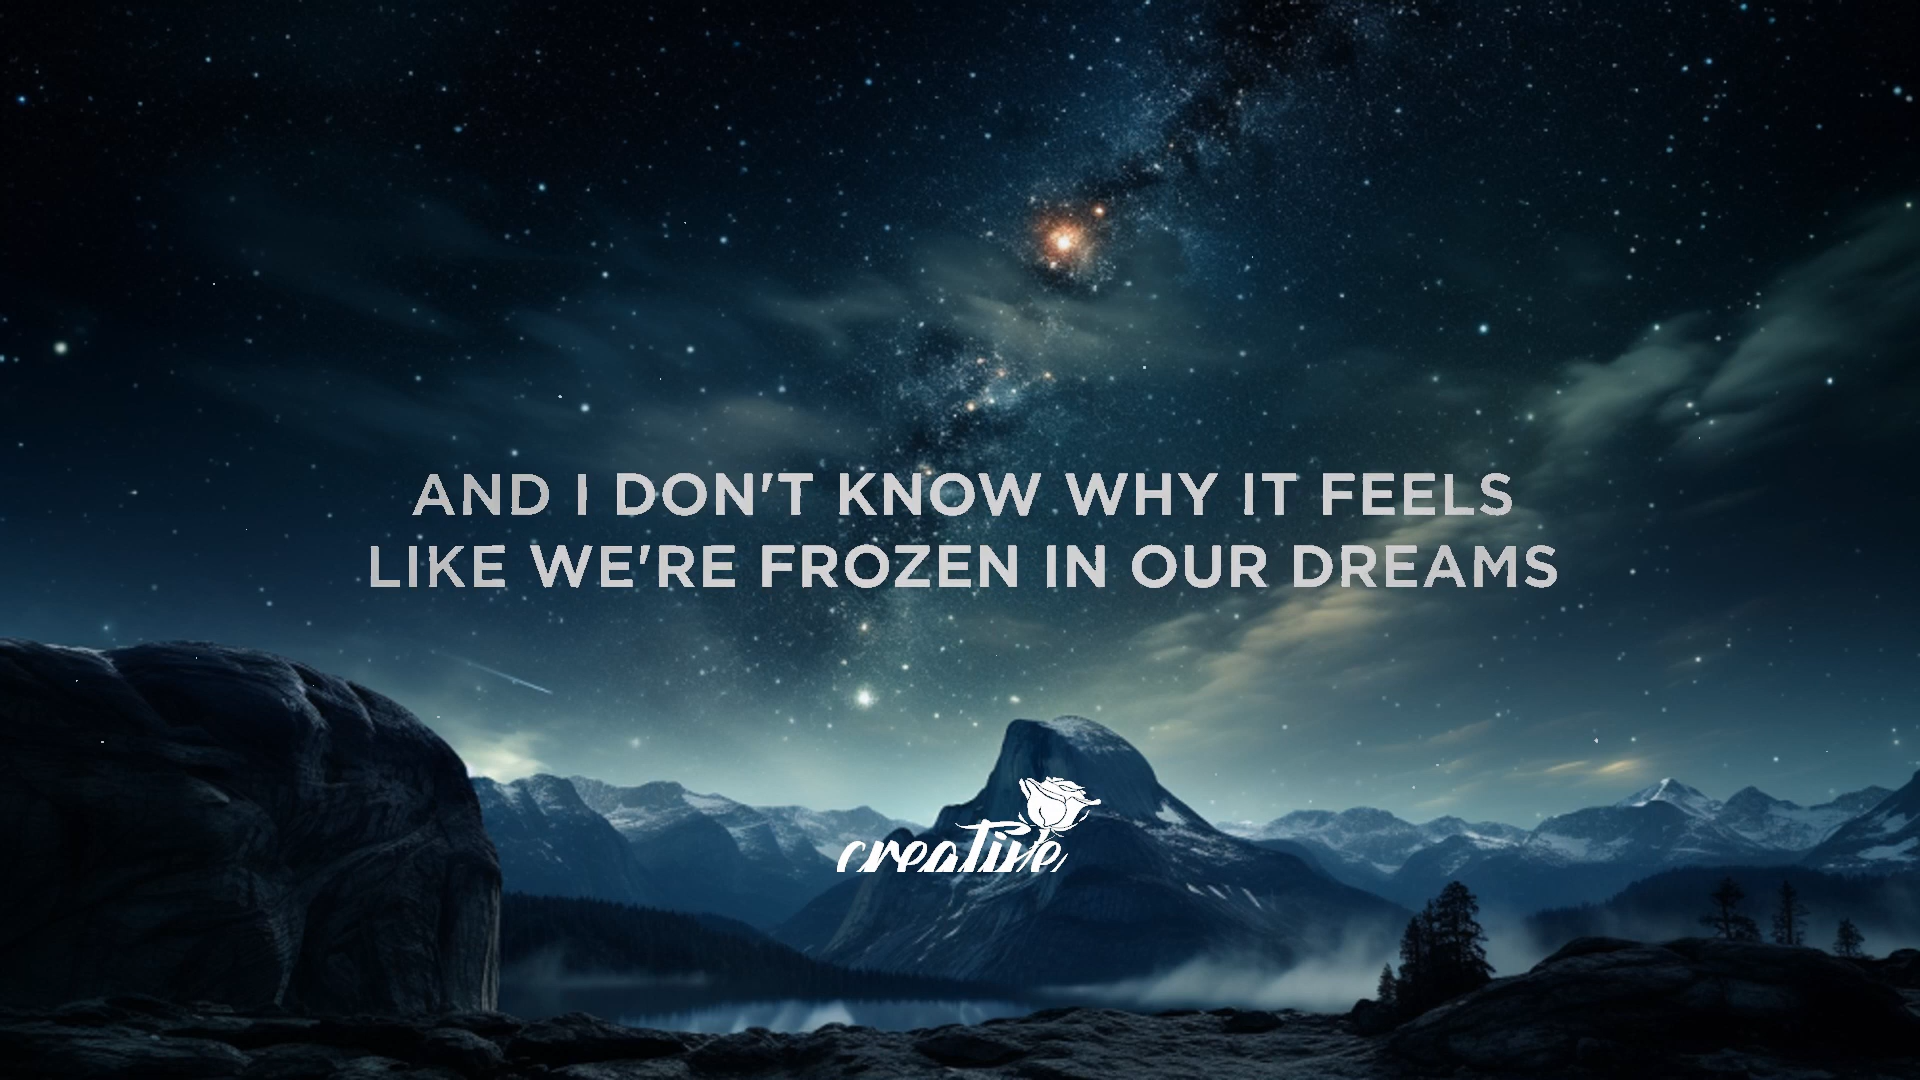 AND I DON'T KNOW WHY IT FEELS
LIKE WE'RE FROZEN IN OUR DREAMS
creative